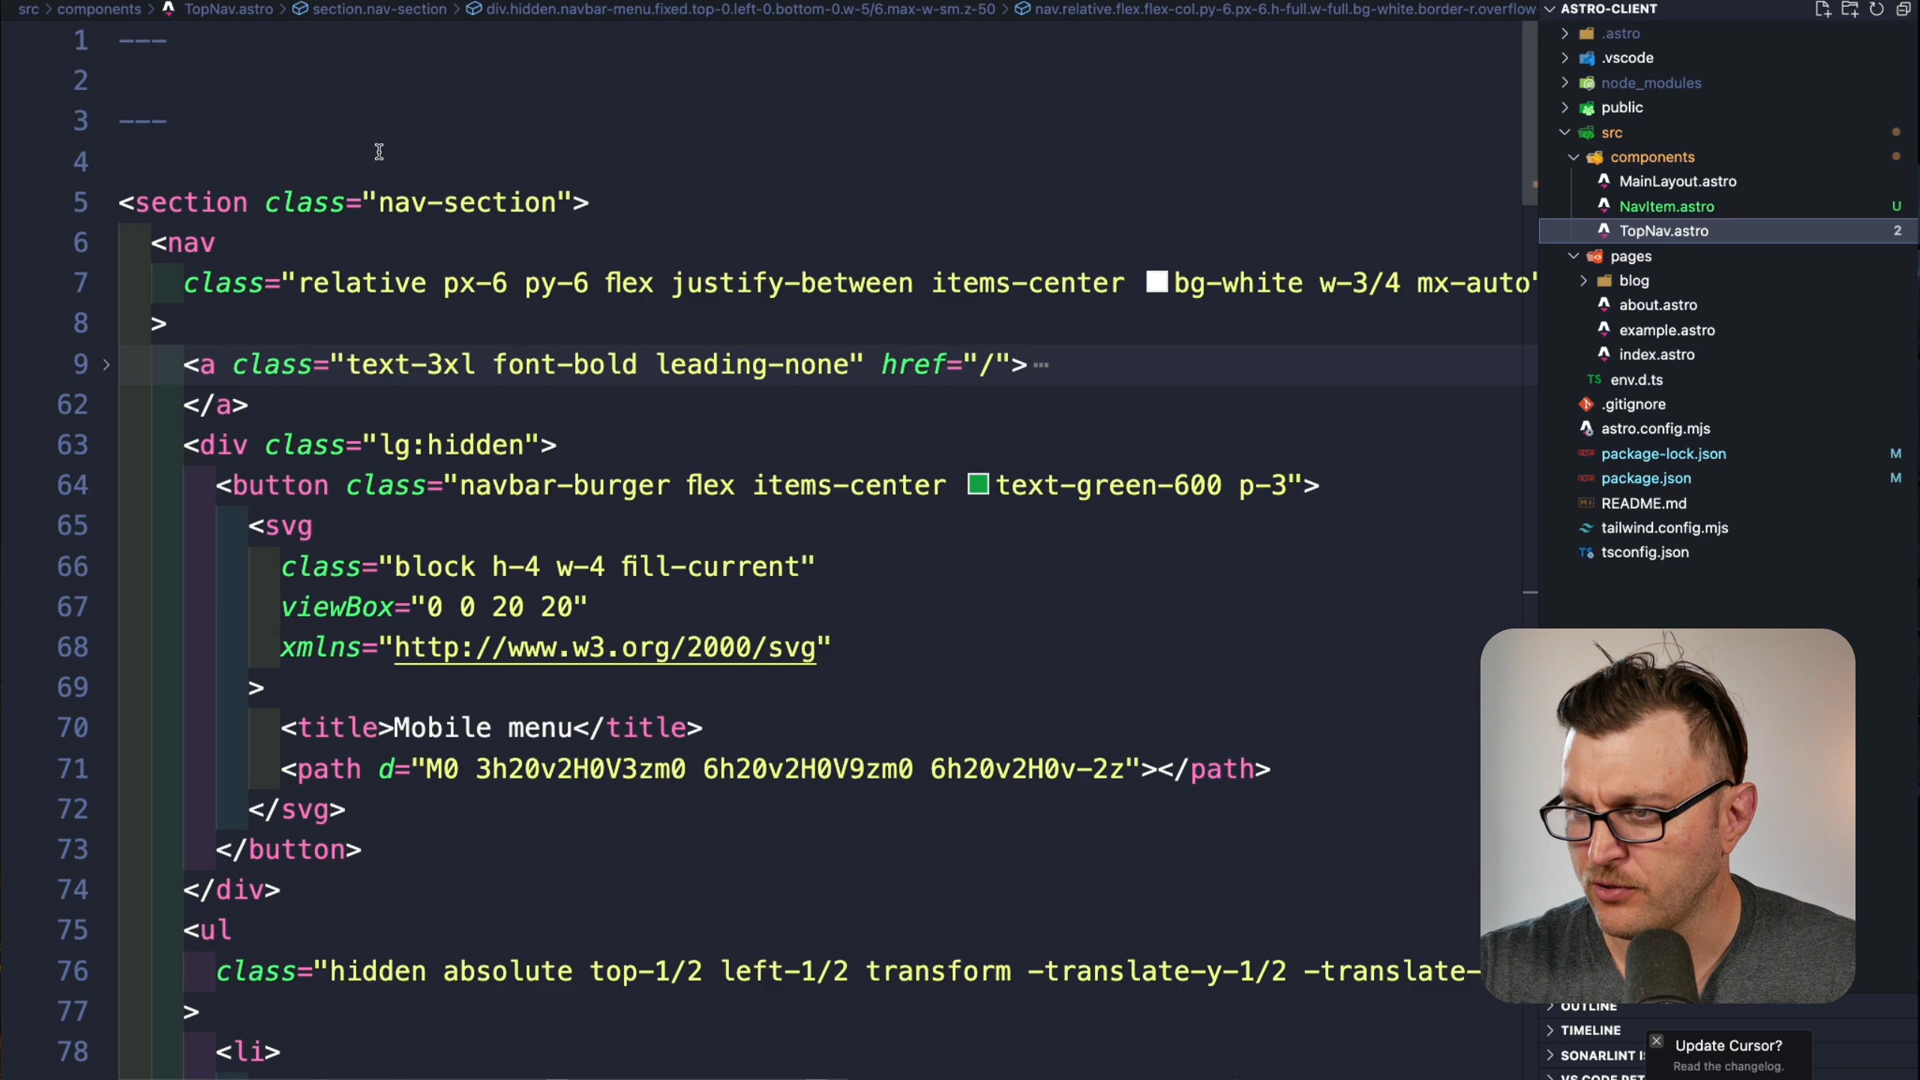 src > components > TopNav.astro > section.nav-section > div.hidden.navbar-menu.fixed.top-0.left-0.bottom-0.w-5/6.max-w-sm.z-50 > nav.relative.flex.flex-col.py-6.px-6.h-full.w-full.bg-white.border-r.overflow
1 ---
2
3 ---
4
5 <section class="nav-section">
6 <nav
7 class="relative px-6 py-6 flex justify-between items-center bg-white w-3/4 mx-auto"
8 >
9 <a class="text-3xl font-bold leading-none" href="/">
62 </a>
63 <div class="lg:hidden">
64 <button class="navbar-burger flex items-center text-green-600 p-3">
65 <svg
66 class="block h-4 w-4 fill-current"
67 viewBox="0 0 20 20"
68 xmlns="http://www.w3.org/2000/svg"
69 >
70 <title>Mobile menu</title>
71 <path d="M0 3h20v2H0V3zm0 6h20v2H0V9zm0 6h20v2H0v-2z"></path>
72 </svg>
73 </button>
74 </div>
75 <ul
76 class="hidden absolute top-1/2 left-1/2 transform -translate-y-1/2 -translate-
77 >
78 <li>
ASTRO-CLIENT
.astro
.vscode
node_modules
public
src
components
MainLayout.astro
NavItem.astro U
TopNav.astro 2
pages
blog
about.astro
example.astro
index.astro
TS env.d.ts
.gitignore
astro.config.mjs
package-lock.json M
package.json M
README.md
tailwind.config.mjs
tsconfig.json
OUTLINE
TIMELINE
SONARLINT
Update Cursor?
Read the changelog.